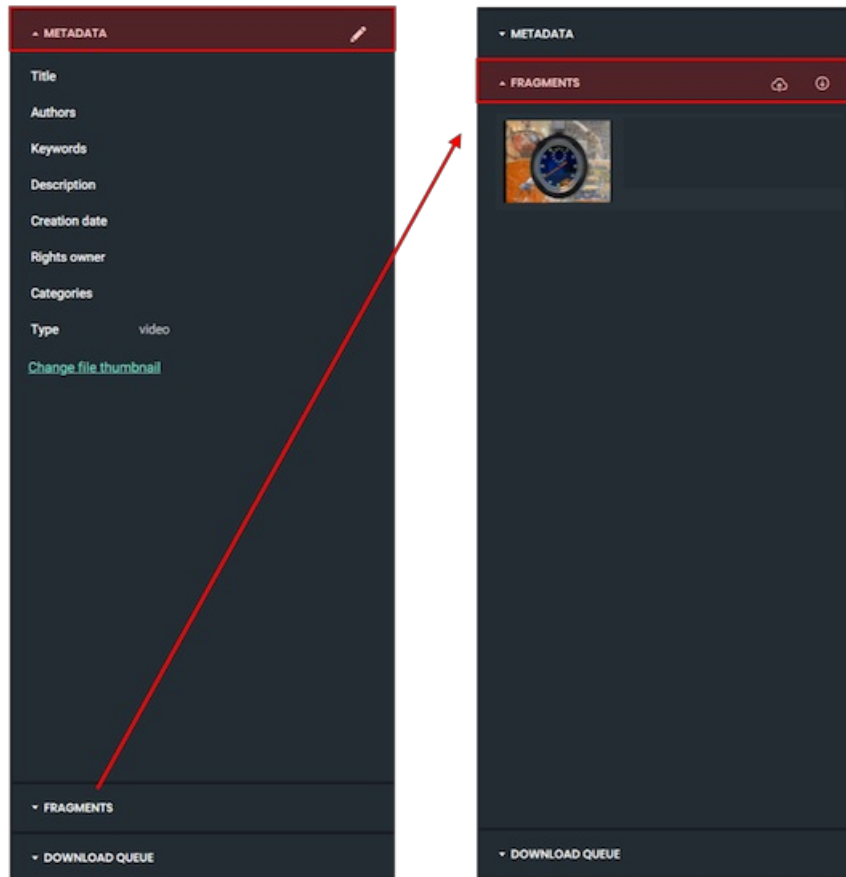 METADATA
Title
Authors
Keywords
Description
Creation date
Rights owner
Categories
Type video
Change file thumbnail
FRAGMENTS
DOWNLOAD QUEUE
METADATA
FRAGMENTS
DOWNLOAD QUEUE